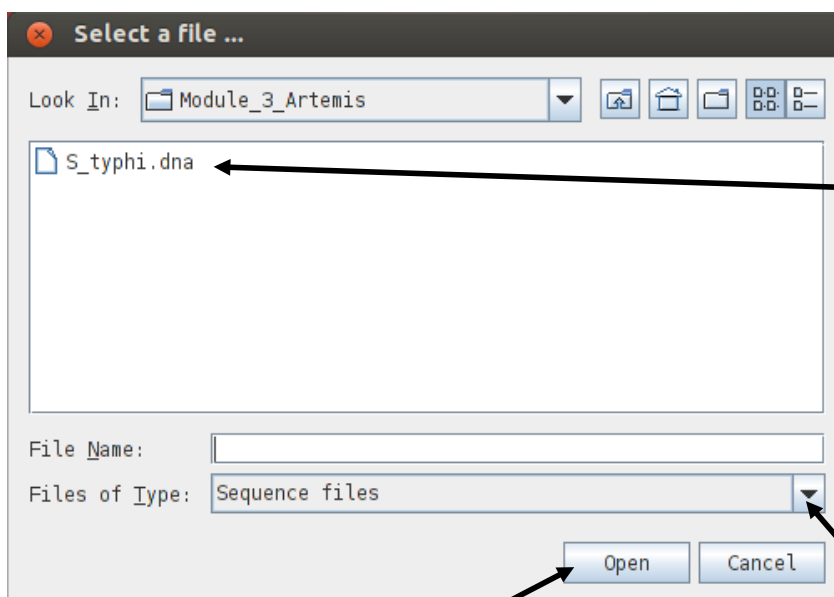 Select a file ...
Look In: Module_3_Artemis
S_typhi.dna
File Name:
Files of Type: Sequence files
Open Cancel